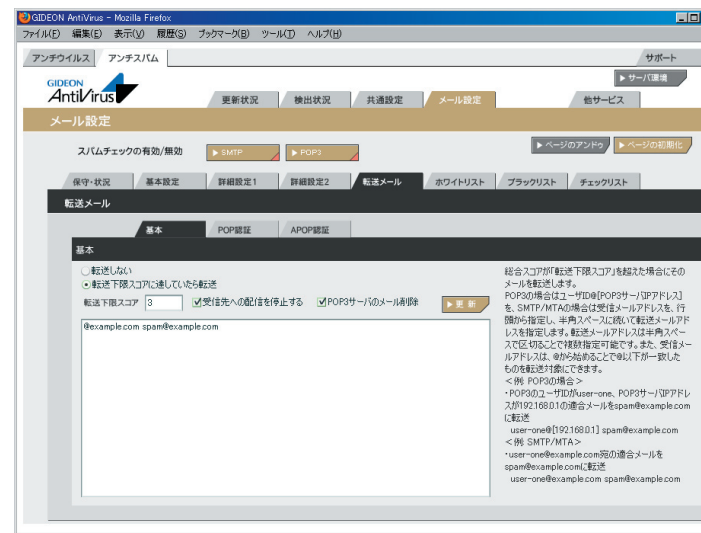 GIDEON AntiVirus - Mozilla Firefox
ファイル(F) 編集(E) 表示(V) 履歴(S) ブックマーク(B) ツール(T) ヘルプ(H)
アンチウイルス アンチスパム サポート
GIDEON AntiVirus
▶サーバ環境
更新状況 検出状況 共通設定 メール設定 他サービス
メール設定
スパムチェックの有効/無効 ▶SMTP ▶POP3 ▶ページのアンドゥ ▶ページの初期化
保守・状況 基本設定 詳細設定1 詳細設定2 転送メール ホワイトリスト ブラックリスト チェックリスト
転送メール
基本 POP認証 APOP認証
基本
転送しない
転送下限スコアに達していたら転送
転送下限スコア 3 受信先への配信を停止する POP3サーバのメール削除 ▶更 新
@example.com spam@example.com
総合スコアが「転送下限スコア」を超えた場合にその
メールを転送します。
POP3の場合はユーザID@[POP3サーバIPアドレス]
を、SMTP/MTAの場合は受信メールアドレスを、行
頭から指定し、半角スペースに続いて転送メールアド
レスを指定します。転送メールアドレスは半角スペー
スで区切ることで複数指定可能です。また、受信メー
ルアドレスは、@から始めることで@以下が一致した
ものを転送対象にできます。
<例 POP3の場合>
・POP3のユーザIDがuser-one、POP3サーバIPアドレ
スが192.168.0.1の適合メールをspam@example.com
に転送
user-one@[192.168.0.1] spam@example.com
<例 SMTP/MTA>
・user-one@example.com宛の適合メールを
spam@example.comに転送
user-one@example.com spam@example.com